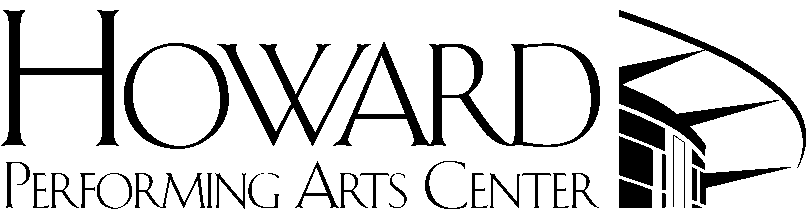 HOWARD
PERFORMING ARTS CENTER